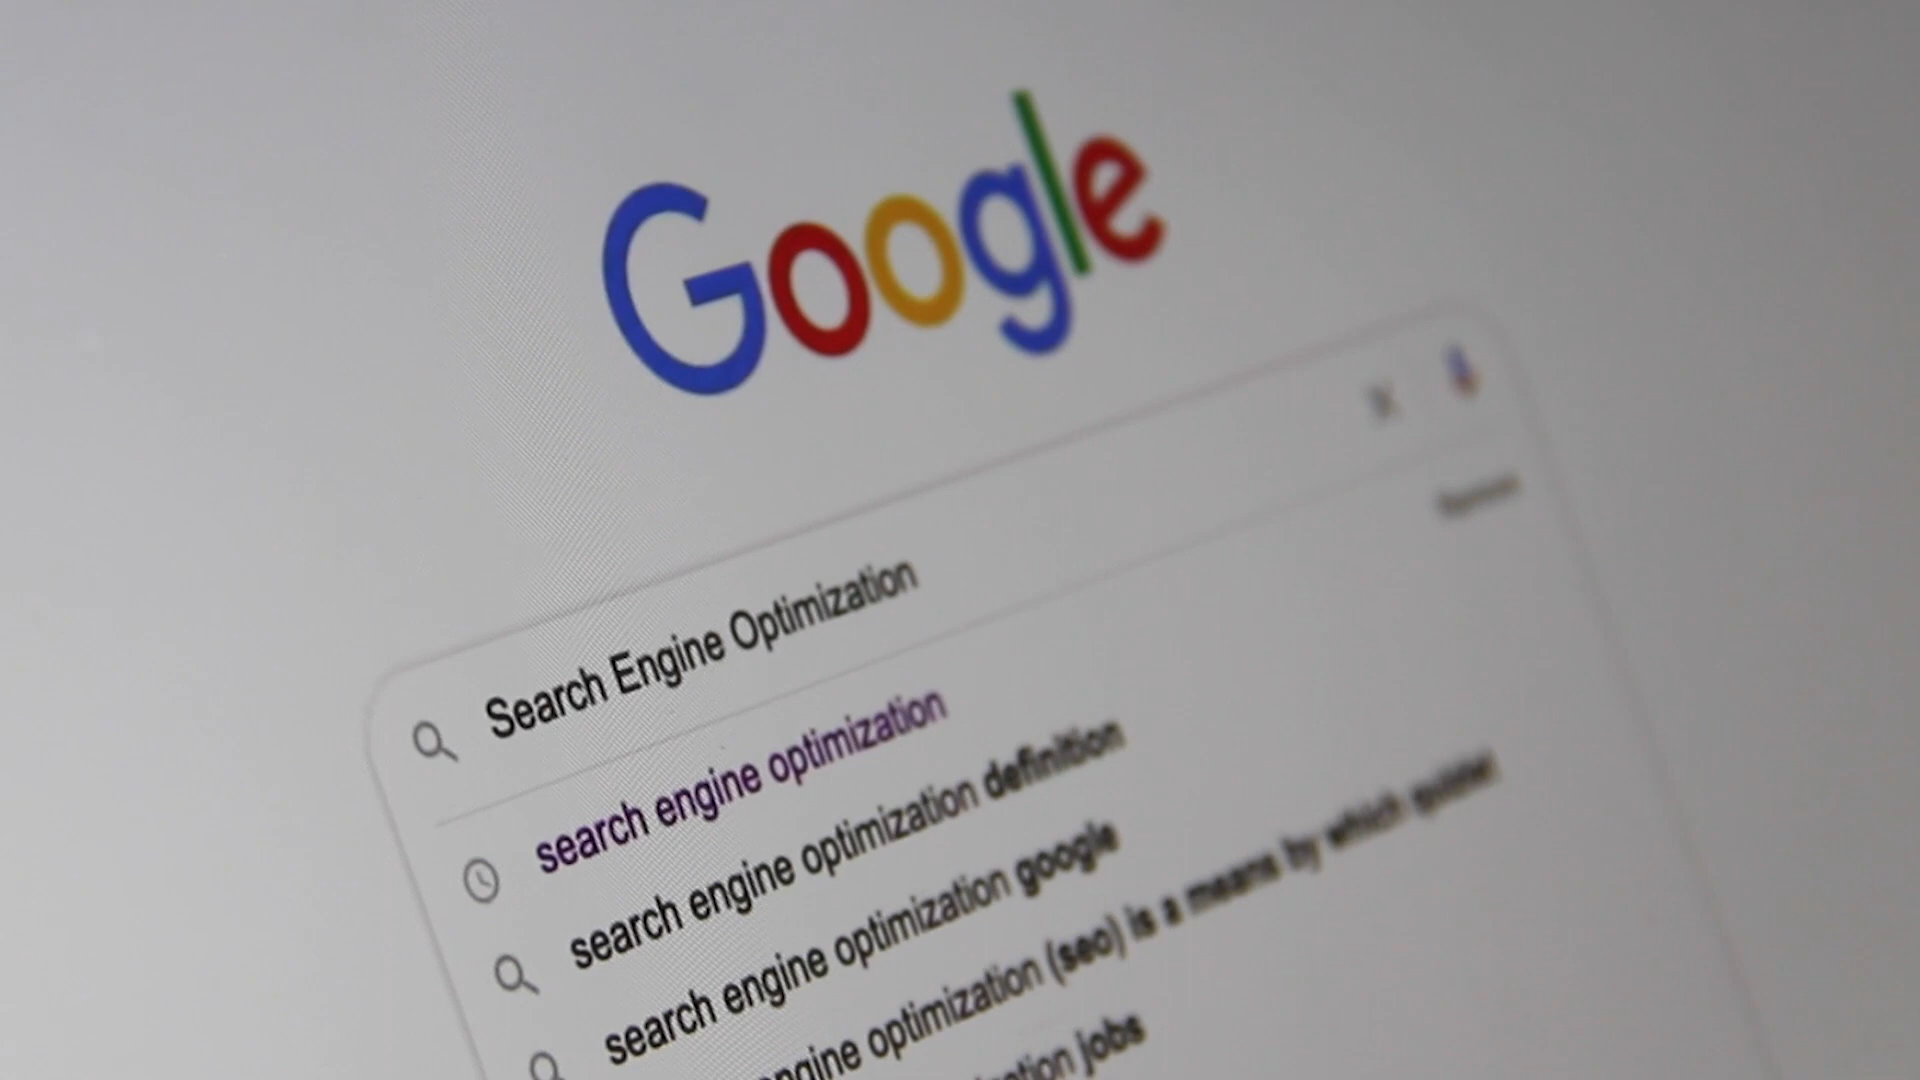 Google
Search Engine Optimization
search engine optimization
search engine optimization definition
search engine optimization google
engine optimization (seo) is a means by which
jobs